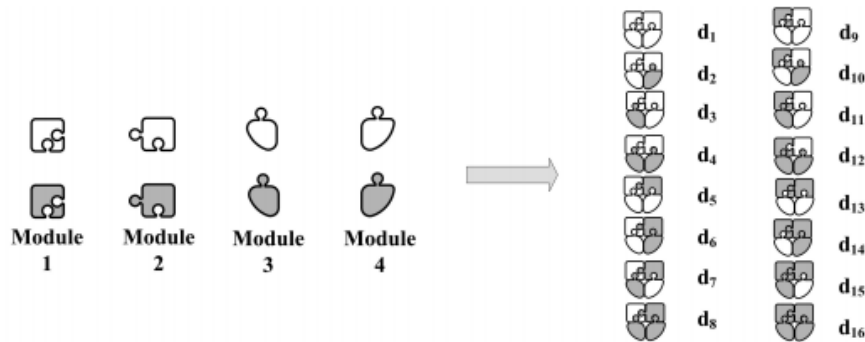 Module 1
Module 2
Module 3
Module 4
d₁
d₂
d₃
d₄
d₅
d₆
d₇
d₈
d₉
d₁₀
d₁₁
d₁₂
d₁₃
d₁₄
d₁₅
d₁₆